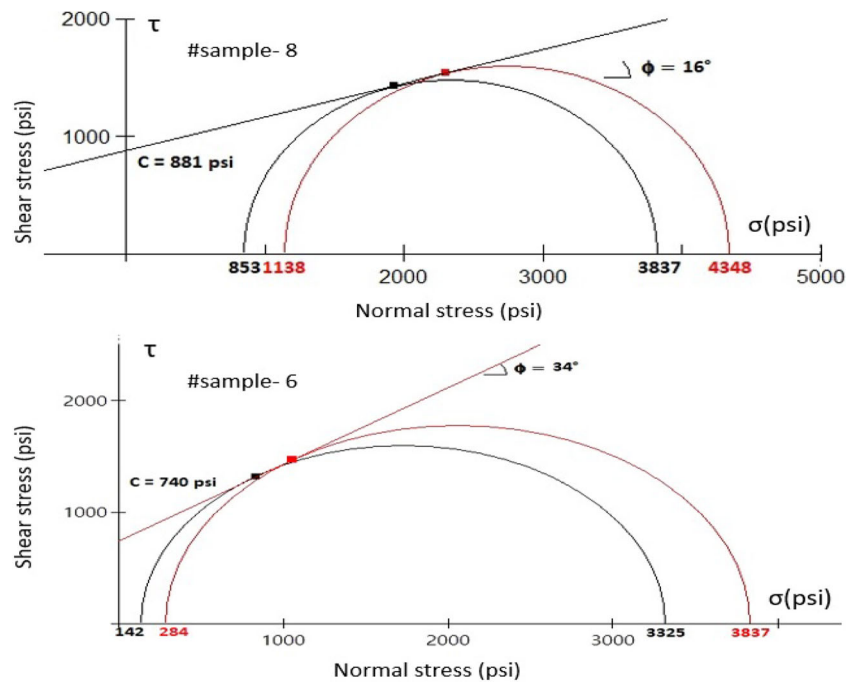 2000
τ
#sample- 8
ϕ = 16°
1000
C = 881 psi
Shear stress (psi)
σ(psi)
853 1138 2000 3000 3837 4348 5000
Normal stress (psi)
τ
#sample- 6
ϕ = 34°
2000
C = 740 psi
1000
Shear stress (psi)
σ(psi)
142 284 1000 2000 3000 3325 3837
Normal stress (psi)